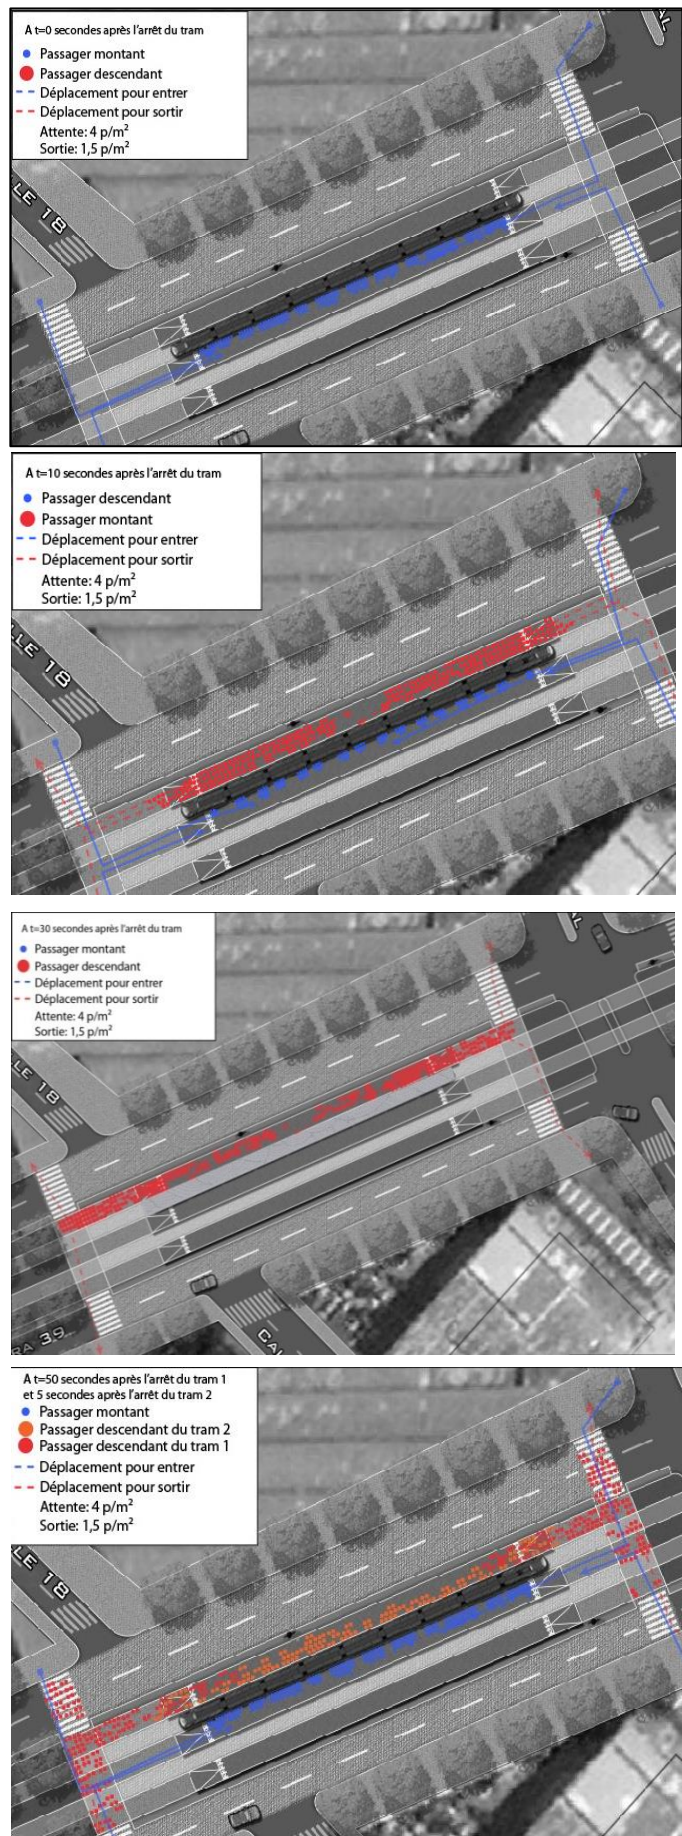 A t=0 secondes après l'arrêt du tram
Passager montant
Passager descendant
Déplacement pour entrer
Déplacement pour sortir
Attente: 4 p/m²
Sortie: 1,5 p/m²
LLE 18
A t=10 secondes après l'arrêt du tram
Passager descendant
Passager montant
Déplacement pour entrer
Déplacement pour sortir
Attente: 4 p/m²
Sortie: 1,5 p/m²
LLE 18
A t=30 secondes après l'arrêt du tram
Passager montant
Passager descendant
Déplacement pour entrer
Déplacement pour sortir
Attente: 4 p/m²
Sortie: 1,5 p/m²
LLE 18
RA 39
CAL
A t=50 secondes après l'arrêt du tram 1
et 5 secondes après l'arrêt du tram 2
Passager montant
Passager descendant du tram 2
Passager descendant du tram 1
Déplacement pour entrer
Déplacement pour sortir
Attente: 4 p/m²
Sortie: 1,5 p/m²
LLE 18